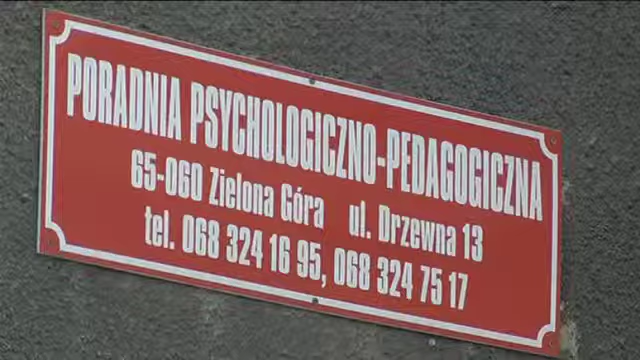 PORADNIA PSYCHOLOGICZNO-PEDAGOGICZNA
65-060 Zielona Góra ul. Drzewna 13
tel. 068 324 16 95, 068 324 75 17